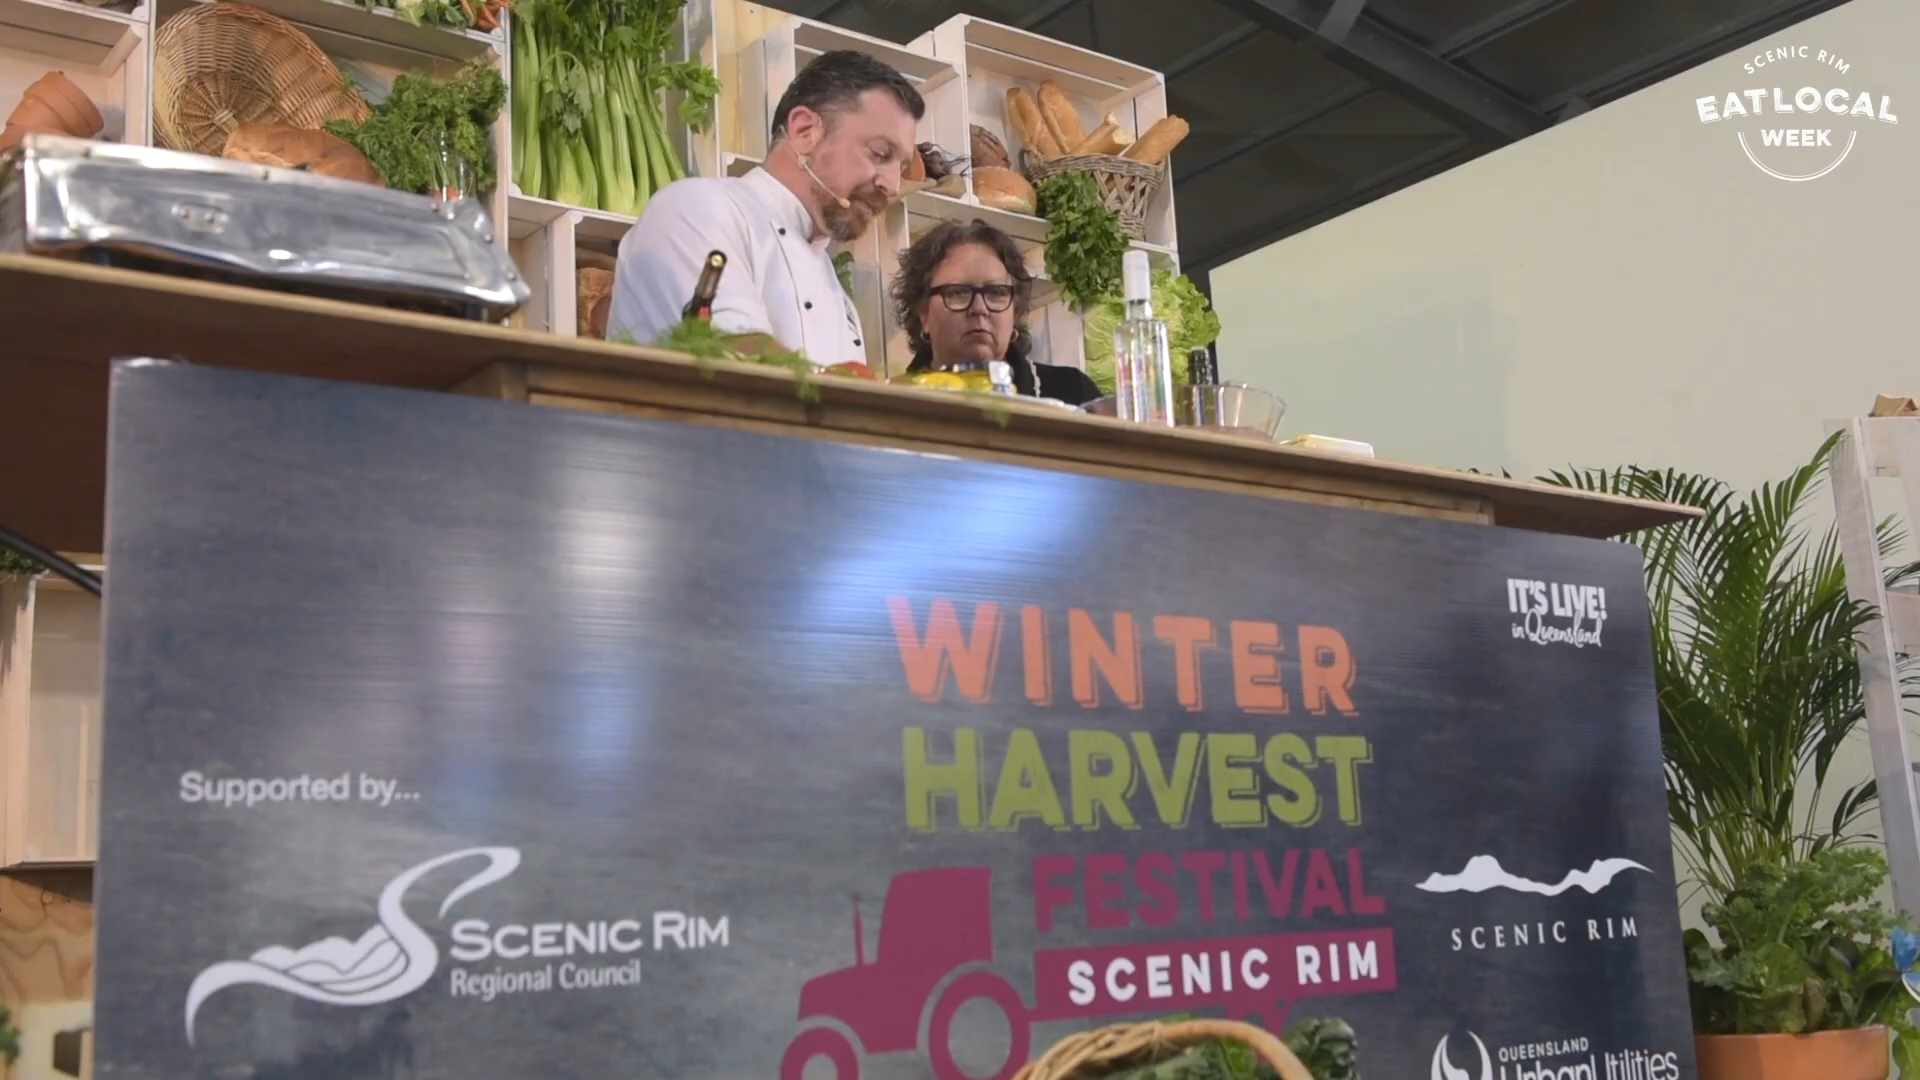 SCENIC RIM
EAT LOCAL
WEEK
IT'S LIVE!
in Queensland
WINTER
HARVEST
FESTIVAL
SCENIC RIM
Supported by...
SCENIC RIM
Regional Council
SCENIC RIM
QUEENSLAND
UrbanUtilities